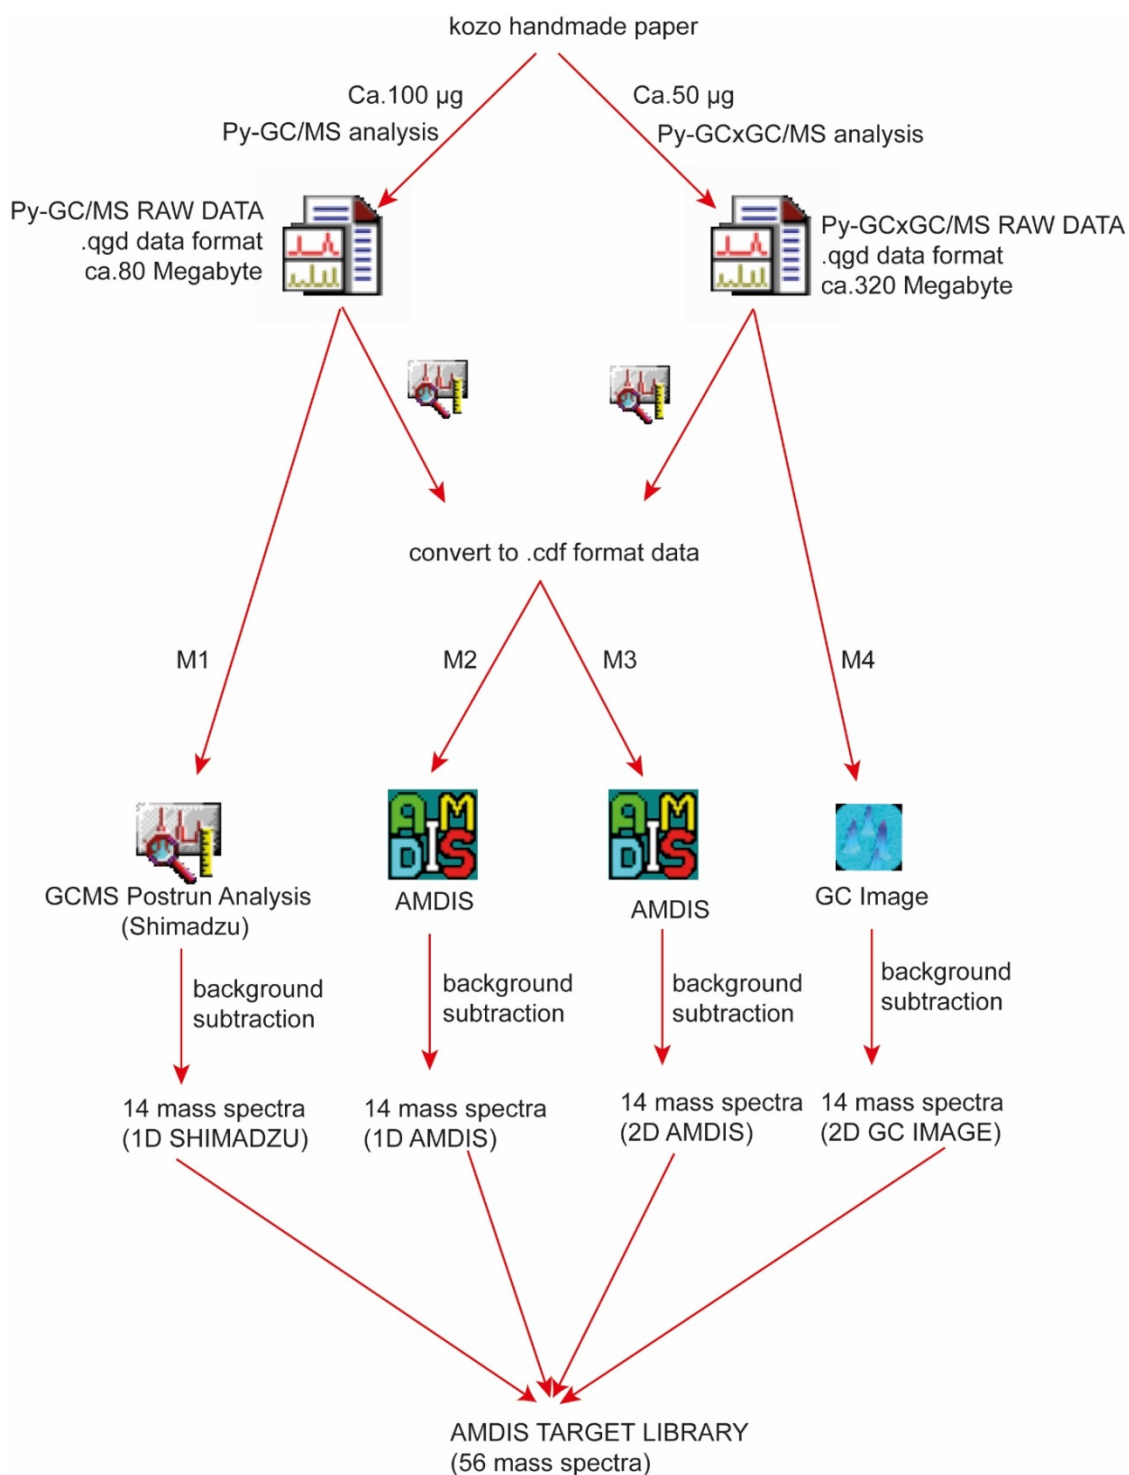 kozo handmade paper
Ca.100 µg
Py-GC/MS analysis
Ca.50 µg
Py-GCxGC/MS analysis
Py-GC/MS RAW DATA
.qgd data format
ca.80 Megabyte
Py-GCxGC/MS RAW DATA
.qgd data format
ca.320 Megabyte
convert to .cdf format data
M1
M2
M3
M4
A M
D I S
A M
D I S
GCMS Postrun Analysis
(Shimadzu)
AMDIS
AMDIS
GC Image
background
subtraction
background
subtraction
background
subtraction
background
subtraction
14 mass spectra
(1D SHIMADZU)
14 mass spectra
(1D AMDIS)
14 mass spectra
(2D AMDIS)
14 mass spectra
(2D GC IMAGE)
AMDIS TARGET LIBRARY
(56 mass spectra)